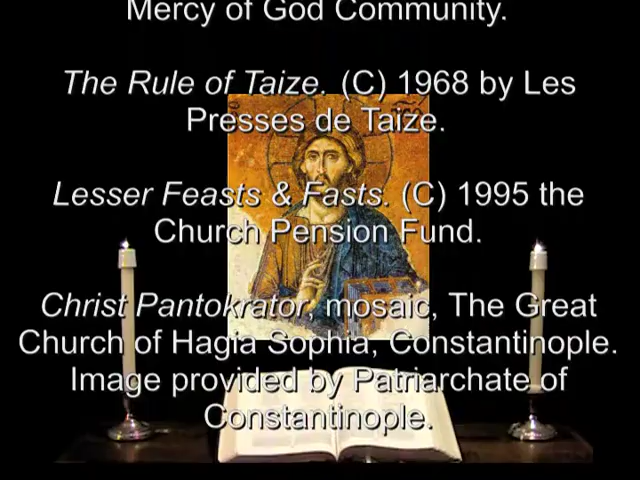 Mercy of God Community.
The Rule of Taize. (C) 1968 by Les
Presses de Taize.
Lesser Feasts & Fasts. (C) 1995 the
Church Pension Fund.
Christ Pantokrator, mosaic, The Great
Church of Hagia Sophia, Constantinople.
Image provided by Patriarchate of
Constantinople.